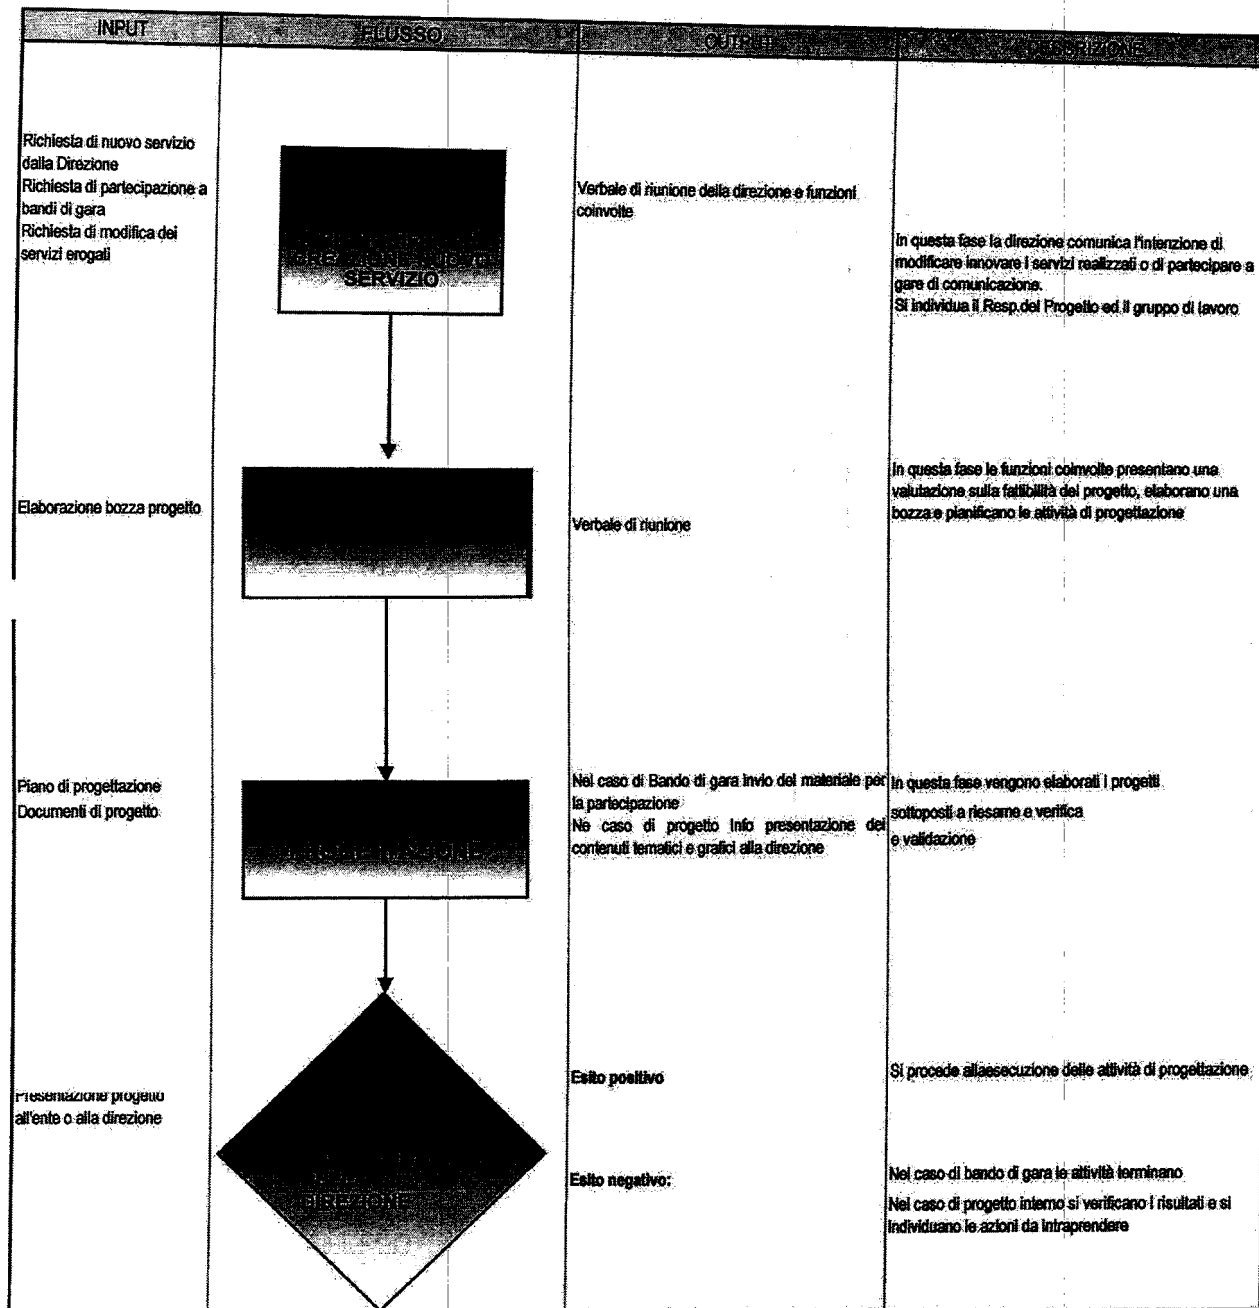 INPUT
FLUSSO
OUTPUT
DESCRIZIONE
Richiesta di nuovo servizio
dalla Direzione
Richiesta di partecipazione a
bandi di gara
Richiesta di modifica dei
servizi erogati
CREAZIONE NUOVO
SERVIZIO
Verbale di riunione della direzione e funzioni
coinvolte
In questa fase la direzione comunica l'intenzione di
modificare innovare i servizi realizzati o di partecipare a
gare di comunicazione.
Si individua il Resp.del Progetto ed il gruppo di lavoro
Elaborazione bozza progetto
Verbale di riunione
In questa fase le funzioni coinvolte presentano una
valutazione sulla fattibilità del progetto, elaborano una
bozza e pianificano le attività di progettazione
Piano di progettazione
Documenti di progetto
PROGETTAZIONE
Nel caso di Bando di gara invio del materiale per
la partecipazione
Ne caso di progetto Info presentazione dei
contenuti tematici e grafici alla direzione
In questa fase vengono elaborati i progetti
sottoposti a riesame e verifica
e validazione
Presentazione progetto
all'ente o alla direzione
DIREZIONE
Esito positivo
Si procede allaesecuzione delle attività di progettazione
Esito negativo:
Nel caso di bando di gara le attività terminano
Nel caso di progetto interno si verificano i risultati e si
individuano le azioni da intraprendere